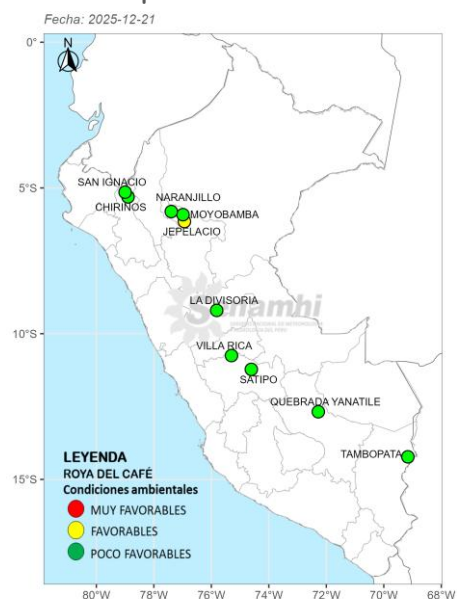 Fecha: 2025-12-21
N
0°
5°S
10°S
15°S
SAN IGNACIO
CHIRINOS
NARANJILLO
MOYOBAMBA
JEPELACIO
LA DIVISORIA
Senamhi
VILLA RICA
SATIPO
QUEBRADA YANATILE
TAMBOPATA
LEYENDA
ROYA DEL CAFÉ
Condiciones ambientales
MUY FAVORABLES
FAVORABLES
POCO FAVORABLES
80°W 78°W 76°W 74°W 72°W 70°W 68°W